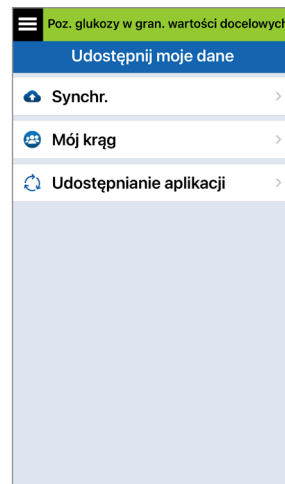 Poz. glukozy w gran. wartości docelowych
Udostępnij moje dane
Synchr.
Mój krąg
Udostępnianie aplikacji